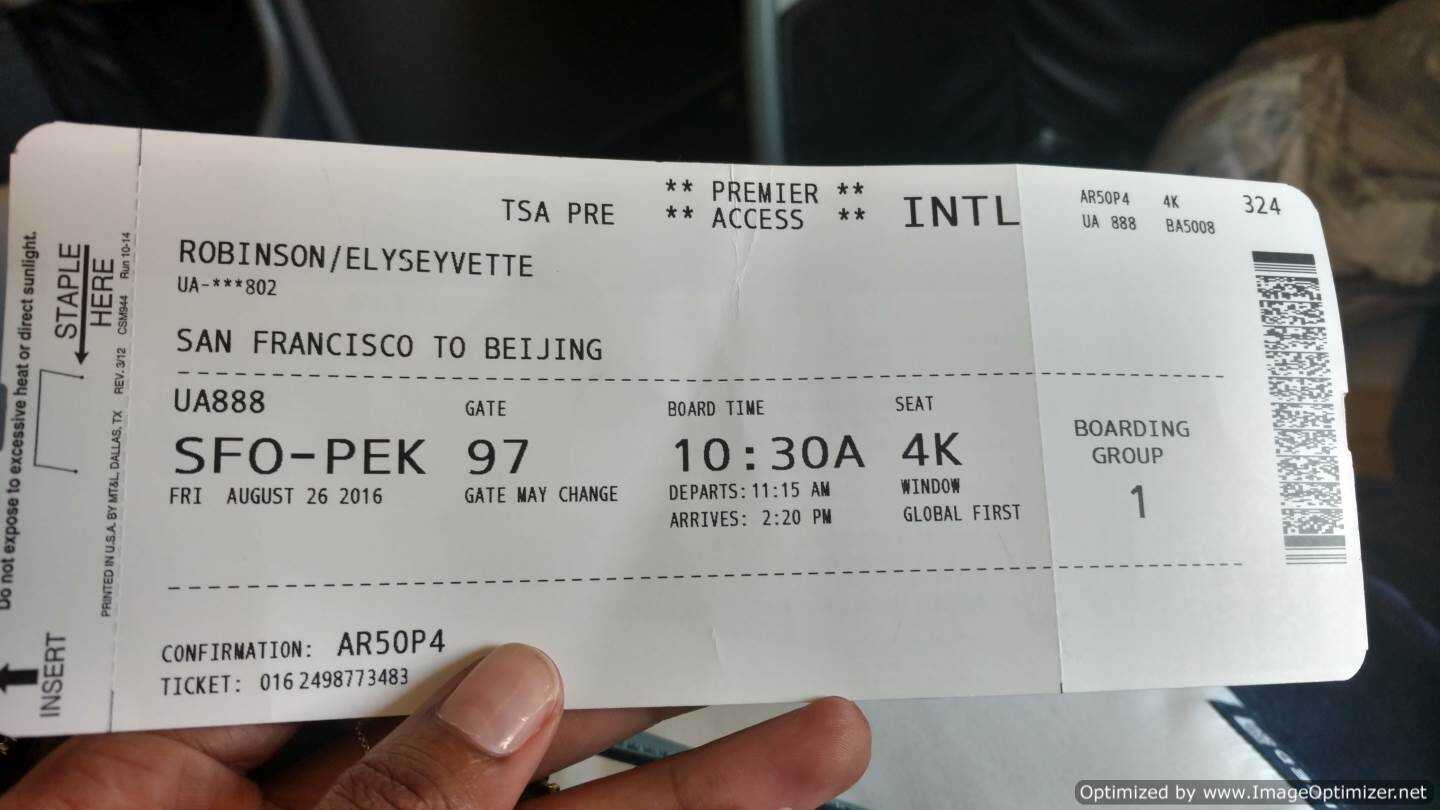 Do not expose to excessive heat or direct sunlight.
STAPLE
HERE
INSERT
PRINTED IN U.S.A. BY MT&L, DALLAS, TX REV. 3/12 CSM944 Run 10-14
TSA PRE
** PREMIER **
** ACCESS **
INTL
ROBINSON/ELYSEYVETTE
UA-***802
SAN FRANCISCO TO BEIJING
UA888
GATE
BOARD TIME
SEAT
SFO-PEK
97
10:30A
4K
FRI AUGUST 26 2016
GATE MAY CHANGE
DEPARTS: 11:15 AM
WINDOW
ARRIVES: 2:20 PM
GLOBAL FIRST
CONFIRMATION: AR50P4
TICKET: 016 2498773483
AR50P4 4K
UA 888 BA5008
324
BOARDING
GROUP
1
Optimized by www.ImageOptimizer.net